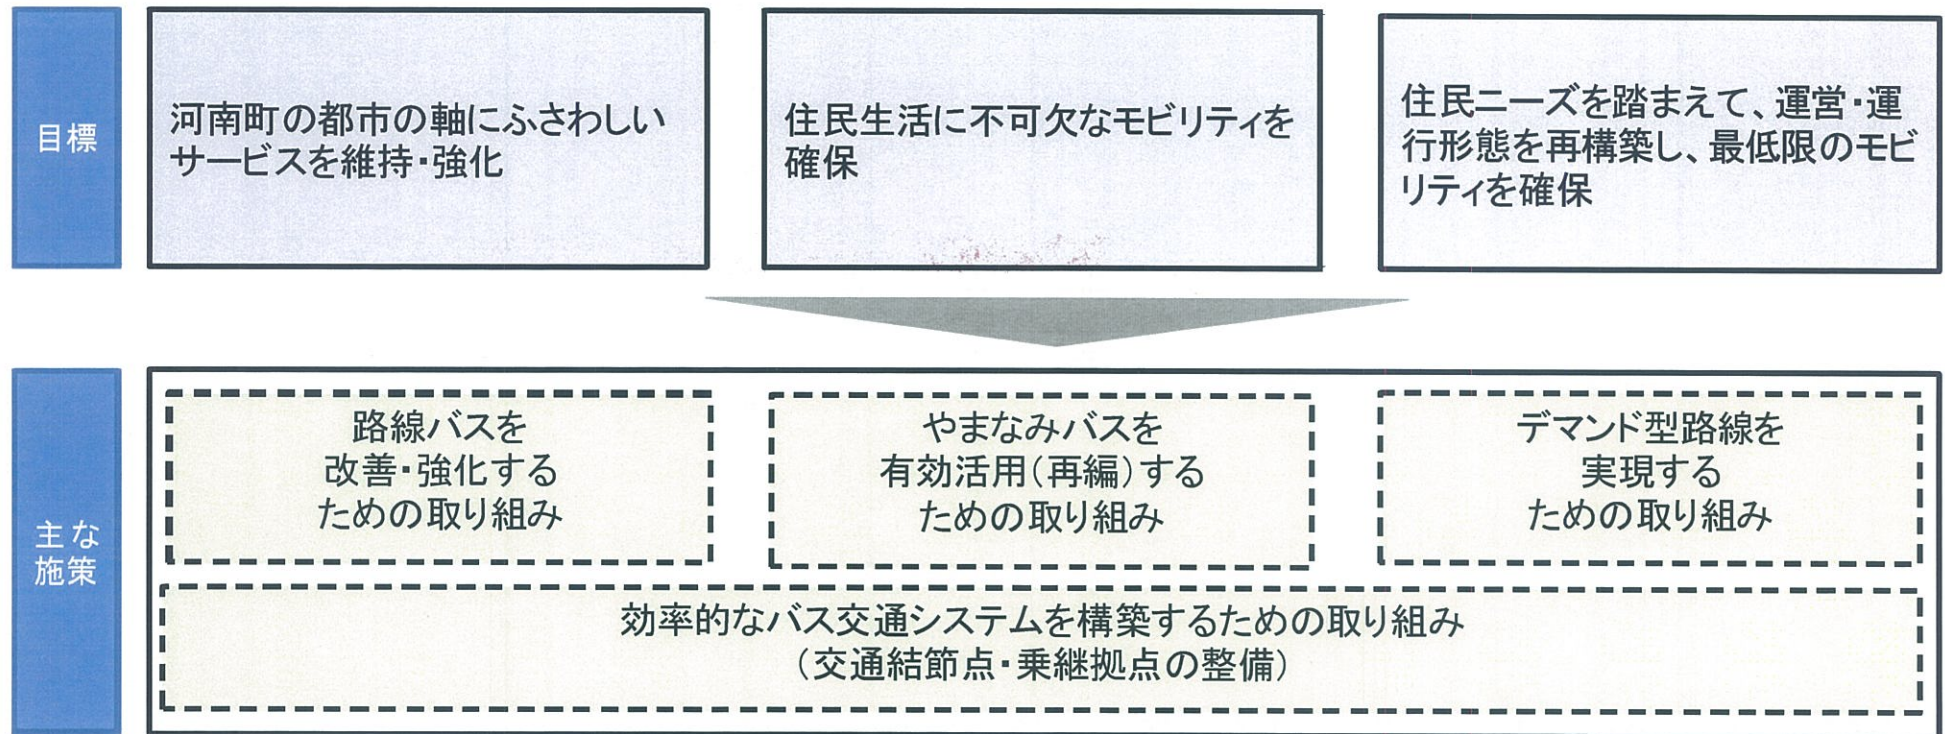 目標
河南町の都市の軸にふさわしい
サービスを維持・強化
住民生活に不可欠なモビリティを
確保
住民ニーズを踏まえて、運営・運
行形態を再構築し、最低限のモビ
リティを確保
主な
施策
路線バスを
改善・強化する
ための取り組み
やまなみバスを
有効活用（再編）する
ための取り組み
デマンド型路線を
実現する
ための取り組み
効率的なバス交通システムを構築するための取り組み
（交通結節点・乗継拠点の整備）